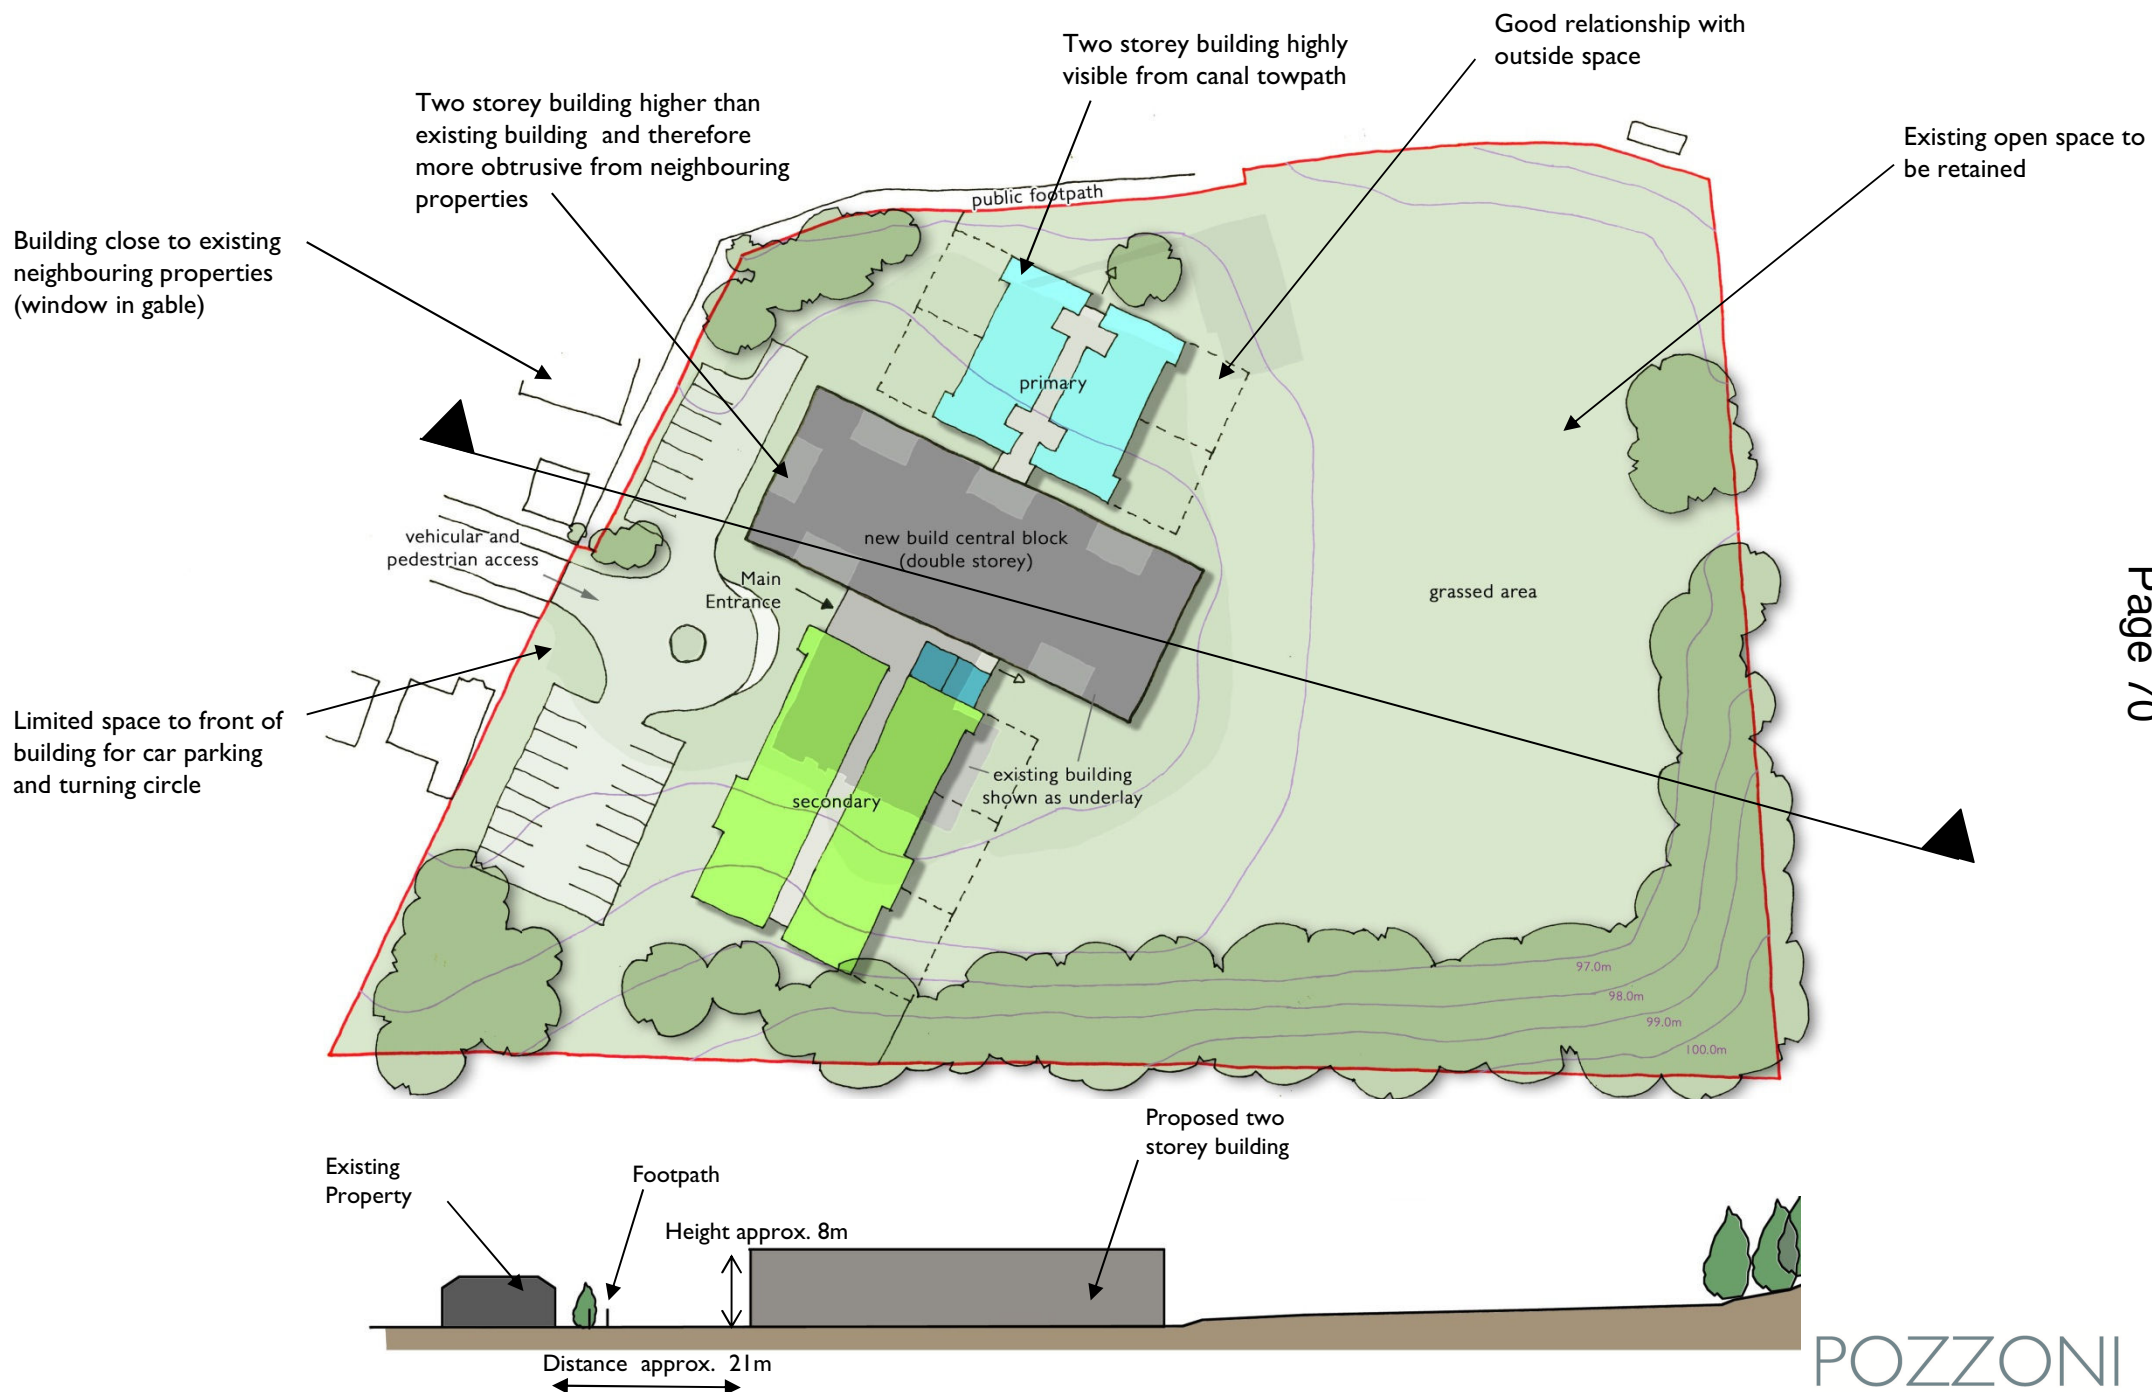 Good relationship with
outside space
Two storey building highly
visible from canal towpath
Two storey building higher than
existing building and therefore
more obtrusive from neighbouring
properties
Existing open space to
be retained
public footpath
Building close to existing
neighbouring properties
(window in gable)
primary
vehicular and
pedestrian access
new build central block
(double storey)
Main
Entrance
grassed area
Page 70
Limited space to front of
building for car parking
and turning circle
existing building
shown as underlay
secondary
97.0m
98.0m
99.0m
100.0m
Proposed two
storey building
Existing
Property
Footpath
Height approx. 8m
Distance approx. 21m
POZZONI